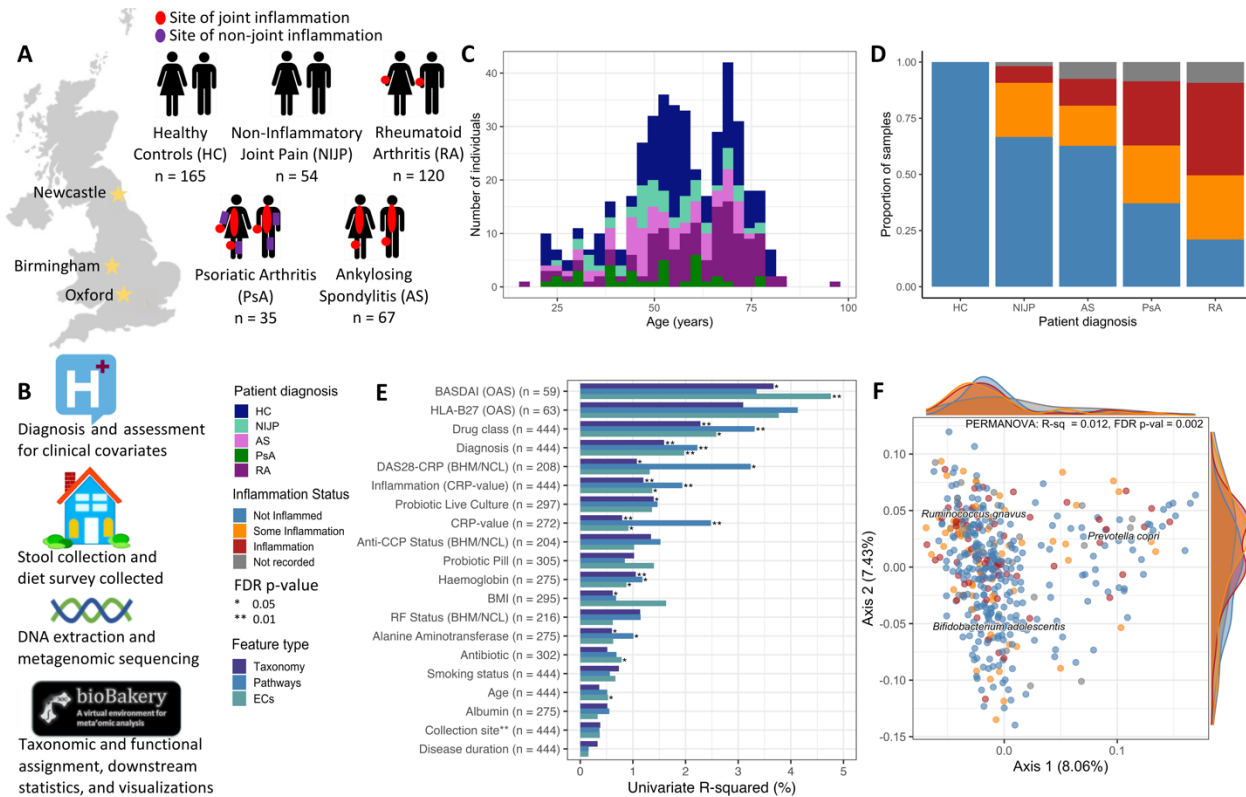 A
Site of joint inflammation
Site of non-joint inflammation
Healthy
Controls (HC)
n = 165
Non-Inflammatory
Joint Pain (NIJP)
n = 54
Rheumatoid
Arthritis (RA)
n = 120
Newcastle
Birmingham
Oxford
Psoriatic Arthritis
(PsA)
n = 35
Ankylosing
Spondylitis (AS)
n = 67
C
Number of individuals
40
30
20
10
0
25
50
75
100
Age (years)
D
Proportion of samples
1.00
0.75
0.50
0.25
0.00
HC
NIJP
AS
PsA
RA
Patient diagnosis
B
H+
Diagnosis and assessment
for clinical covariates
Stool collection and
diet survey collected
DNA extraction and
metagenomic sequencing
bioBakery
A virtual environment for
meta'omic analysis
Taxonomic and functional
assignment, downstream
statistics, and visualizations
Patient diagnosis
HC
NIJP
AS
PsA
RA
Inflammation Status
Not Inflammed
Some Inflammation
Inflammation
Not recorded
FDR p-value
* 0.05
** 0.01
Feature type
Taxonomy
Pathways
ECs
E
BASDAI (OAS) (n = 59)
*
**
HLA-B27 (OAS) (n = 63)
Drug class (n = 444)
**
**
*
Diagnosis (n = 444)
**
**
**
DAS28-CRP (BHM/NCL) (n = 208)
*
*
Inflammation (CRP-value) (n = 444)
**
**
*
Probiotic Live Culture (n = 297)
*
CRP-value (n = 272)
**
**
*
Anti-CCP Status (BHM/NCL) (n = 204)
Probiotic Pill (n = 305)
Haemoglobin (n = 275)
**
*
*
BMI (n = 295)
*
RF Status (BHM/NCL) (n = 216)
Alanine Aminotransferase (n = 275)
*
*
Antibiotic (n = 302)
*
Smoking status (n = 444)
Age (n = 444)
*
Albumin (n = 275)
Collection site** (n = 444)
Disease duration (n = 444)
0
1
2
3
4
5
Univariate R-squared (%)
F
PERMANOVA: R-sq = 0.012, FDR p-val = 0.002
Axis 2 (7.43%)
0.10
0.05
0.00
-0.05
-0.10
-0.15
Ruminococcus gnavus
Prevotella copri
Bifidobacterium adolescentis
0.0
0.1
Axis 1 (8.06%)